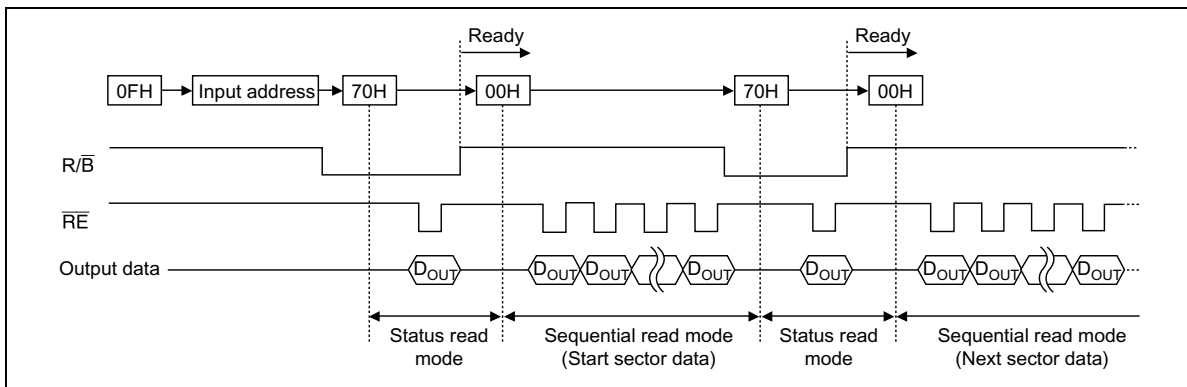 Ready Ready
0FH Input address 70H 00H 70H 00H
R/B̅
R̅E̅
Output data DOUT DOUT DOUT DOUT DOUT DOUT DOUT DOUT
Status read mode
Sequential read mode
(Start sector data)
Status read mode
Sequential read mode
(Next sector data)